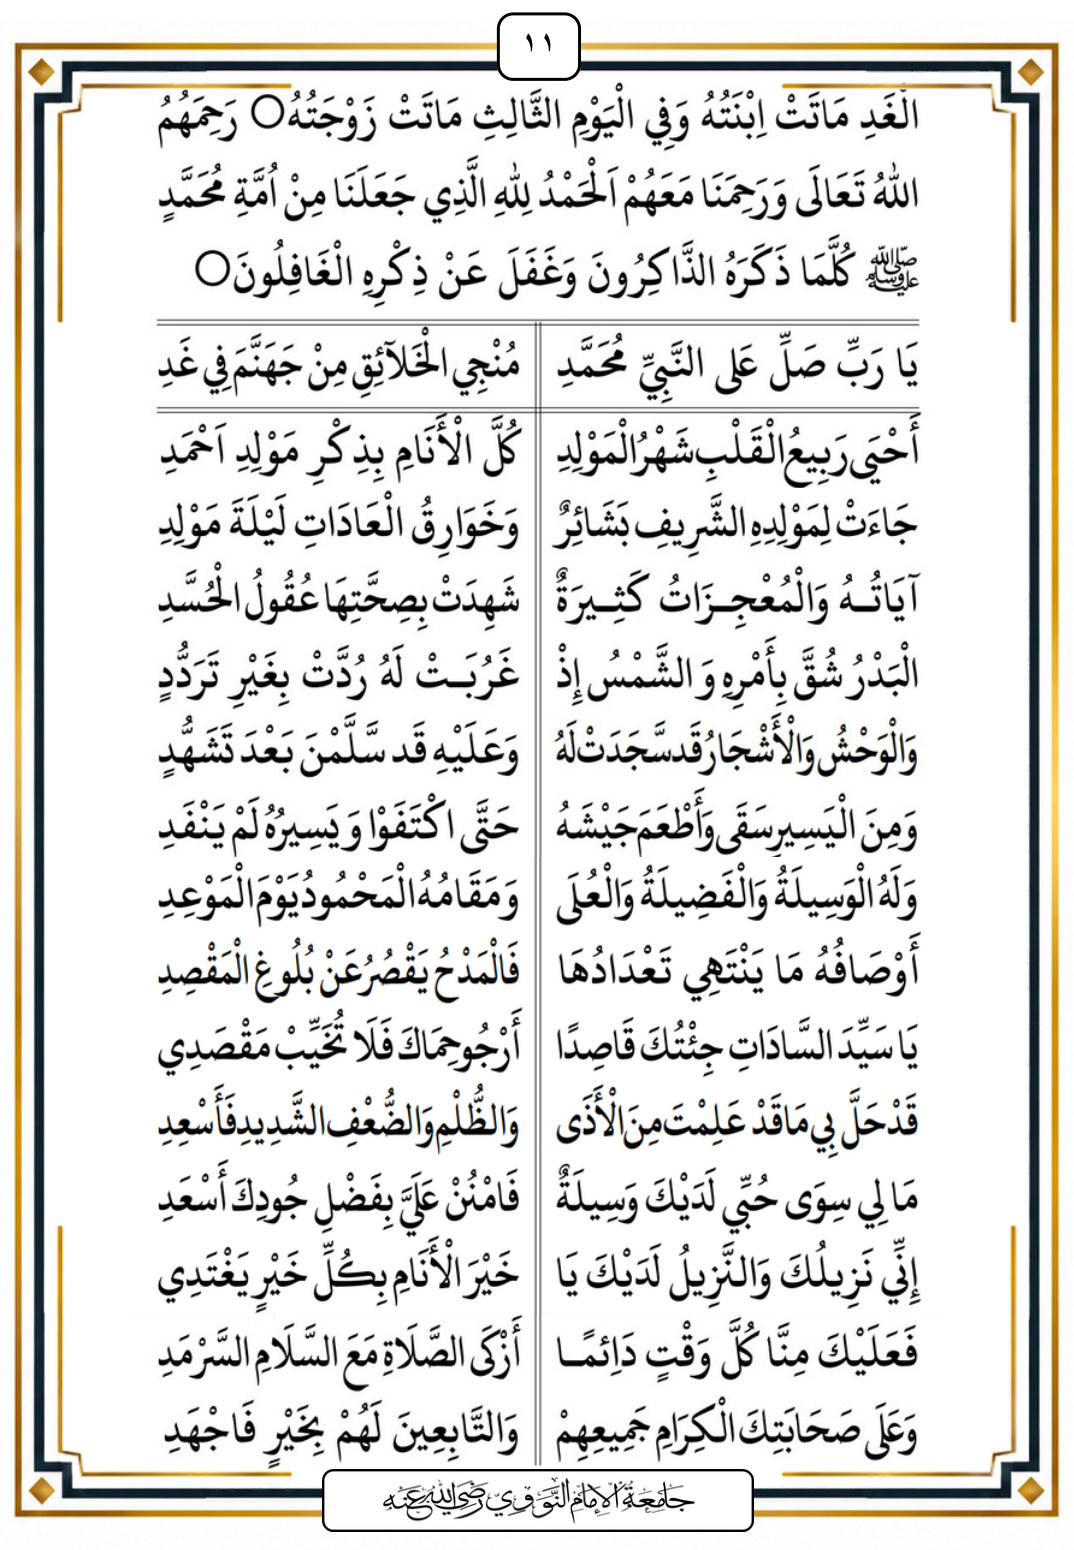 ١١
الْغَدِ مَاتَتْ اِبْنَتُهُ وَفِي الْيَوْمِ الثَّالِثِ مَاتَتْ زَوْجَتُهُ○ رَحِمَهُمُ
اللهُ تَعَالَى وَرَحِمَنَا مَعَهُمْ اَلْحَمْدُ لِلّٰهِ الَّذِي جَعَلَنَا مِنْ اُمَّةِ مُحَمَّدٍ
ﷺ كُلَّمَا ذَكَرَهُ الذَّاكِرُونَ وَغَفَلَ عَنْ ذِكْرِهِ الْغَافِلُونَ○
يَا رَبِّ صَلِّ عَلى النَّبِيِّ مُحَمَّدِ مُنْجِي الْخَلَآئِقِ مِنْ جَهَنَّمَ فِي غَدِ
أَحْيَى رَبِيعُ الْقَلْبِ شَهْرُ الْمَوْلِدِ كُلَّ الْأَنَامِ بِذِكْرِ مَوْلِدِ اَحْمَدِ
جَاءَتْ لِمَوْلِدِهِ الشَّرِيفِ بَشَائِرٌ وَخَوَارِقُ الْعَادَاتِ لَيْلَةَ مَوْلِدِ
آيَاتُهُ وَالْمُعْجِزَاتُ كَثِيرَةٌ شَهِدَتْ بِصِحَّتِهَا عُقُولُ الْحُسَّدِ
الْبَدْرُ شُقَّ بِأَمْرِهِ وَ الشَّمْسُ إِذْ غَرُبَتْ لَهُ رُدَّتْ بِغَيْرِ تَرَدُّدٍ
وَالْوَحْشُ وَالْأَشْجَارُ قَد سَّجَدَتْ لَهُ وَعَلَيْهِ قَد سَّلَّمْنَ بَعْدَ تَشَهُّدٍ
وَمِنَ الْيَسِيرِ سَقَى وَأَطْعَمَ جَيْشَهُ حَتَّى اكْتَفَوْا وَ يَسِيرُهُ لَمْ يَنْفَدِ
وَلَهُ الْوَسِيلَةُ وَالْفَضِيلَةُ وَالْعُلَى وَمَقَامُهُ الْمَحْمُودُ يَوْمَ الْمَوْعِدِ
أَوْصَافُهُ مَا يَنْتَهِي تَعْدَادُهَا فَالْمَدْحُ يَقْصُرُ عَنْ بُلُوغِ الْمَقْصِدِ
يَا سَيِّدَ السَّادَاتِ جِئْتُكَ قَاصِدًا أَرْجُو حِمَاكَ فَلَا تُخَيِّبْ مَقْصَدِي
قَدْ حَلَّ بِي مَا قَدْ عَلِمْتَ مِنَ الْأَذَى وَالظُّلْمِ وَالضُّعْفِ الشَّدِيدِ فَأَسْعِدِ
مَا لِي سِوَى حُبِّي لَدَيْكَ وَسِيلَةٌ فَامْنُنْ عَلَيَّ بِفَضْلِ جُودِكَ أَسْعَدِ
إِنِّي نَزِيلُكَ وَالنَّزِيلُ لَدَيْكَ يَا خَيْرَ الْأَنَامِ بِكُلِّ خَيْرٍ يَغْتَدِي
فَعَلَيْكَ مِنَّا كُلَّ وَقْتٍ دَائِمًا أَزْكَى الصَّلَاةِ مَعَ السَّلَامِ السَّرْمَدِ
وَعَلَى صَحَابَتِكَ الْكِرَامِ جَمِيعِهِمْ وَالتَّابِعِينَ لَهُمْ بِخَيْرٍ فَاجْهَدِ
جَامِعَةُ الْاِمَامِ النَّوَوِي رَضِيَ اللهُ عَنْهُ